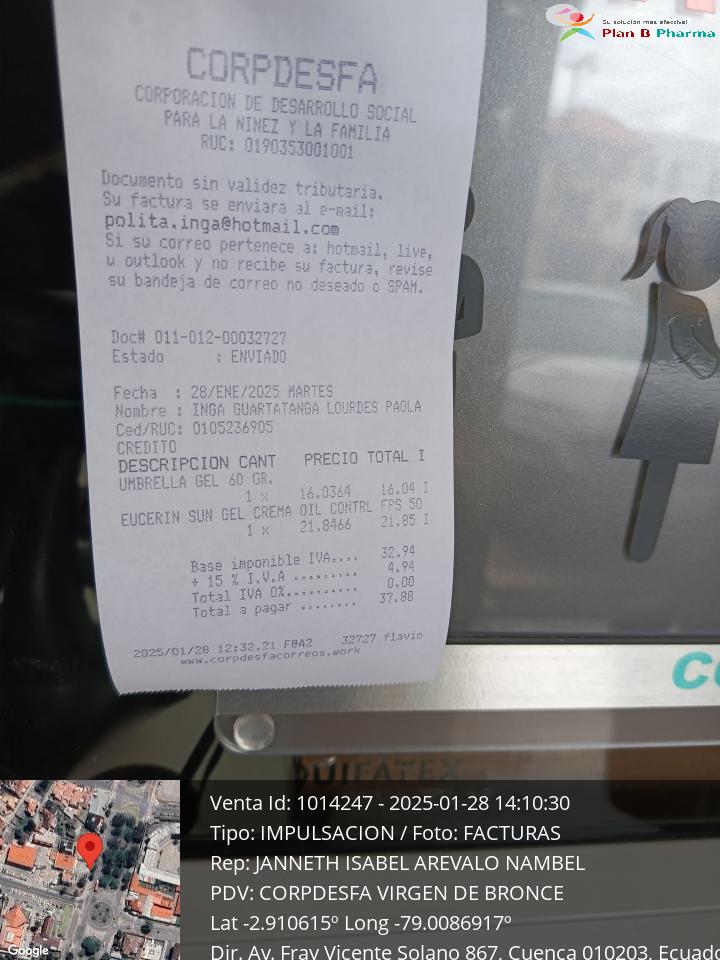 Su solución más efectiva!
Plan B Pharma
CORPDESFA
CORPORACION DE DESARROLLO SOCIAL
PARA LA NINEZ Y LA FAMILIA
RUC: 0190353001001
Documento sin validez tributaria.
Su factura se enviara al e-mail:
polita.inga@hotmail.com
Si su correo pertenece a: hotmail, live,
u outlook y no recibe su factura, revise
su bandeja de correo no deseado o SPAM.
Doc# 011-012-00032727
Estado : ENVIADO
Fecha : 28/ENE/2025 MARTES
Nombre : INGA GUARTATANGA LOURDES PAOLA
Ced/RUC: 0105236905
CREDITO
DESCRIPCION CANT PRECIO TOTAL I
UMBRELLA GEL 60 GR.
1 x 16.0364 16.04 I
EUCERIN SUN GEL CREMA OIL CONTRL FPS 50
1 x 21.8466 21.85 I
Base imponible IVA.... 32.94
+ 15 % I.V.A .......... 4.94
Total IVA 0%.......... 0.00
Total a pagar ........ 37.88
2025/01/28 12:32.21 F@A2 32727 flavio
www.corpdesfacorreos.work
QUIFATEX
Venta Id: 1014247 - 2025-01-28 14:10:30
Tipo: IMPULSACION / Foto: FACTURAS
Rep: JANNETH ISABEL AREVALO NAMBEL
PDV: CORPDESFA VIRGEN DE BRONCE
Lat -2.910615º Long -79.0086917º
Dir. Av. Fray Vicente Solano 867, Cuenca 010203, Ecuado
Google